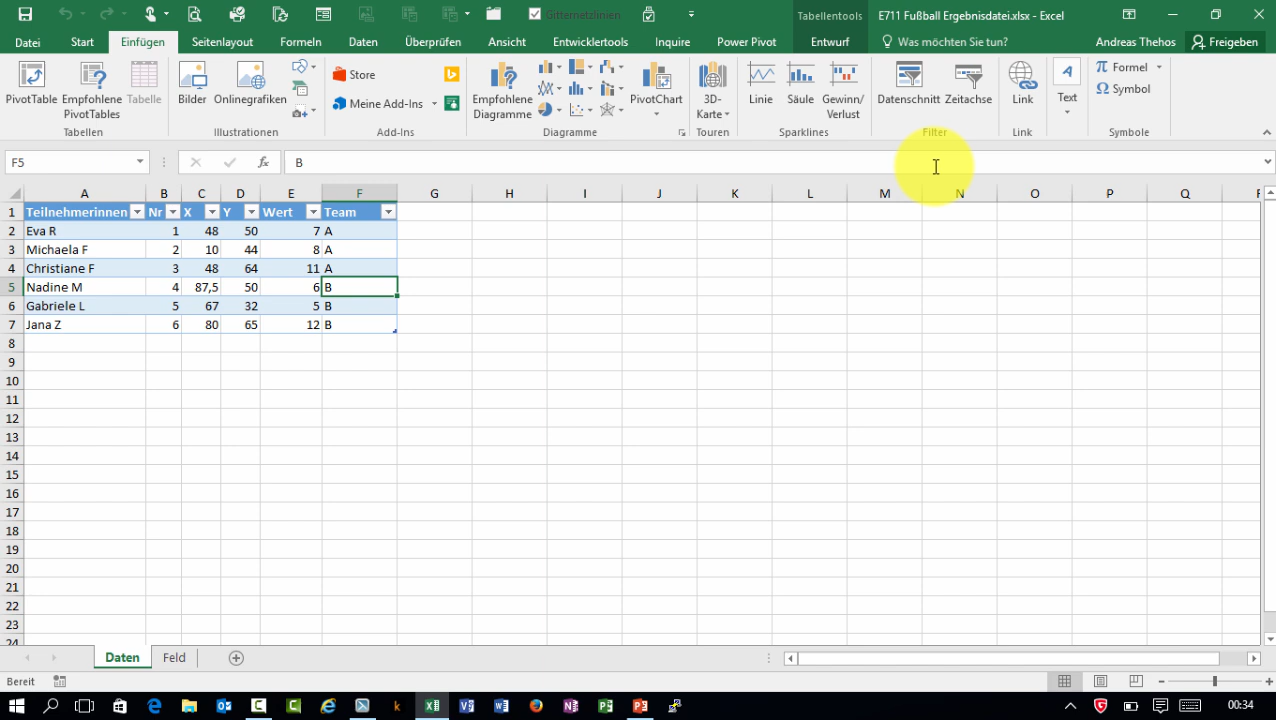 Gitternetzlinien
Tabellentools
E711 Fußball Ergebnisdatei.xlsx - Excel
Datei Start Einfügen Seitenlayout Formeln Daten Überprüfen Ansicht Entwicklertools Inquire Power Pivot Entwurf Was möchten Sie tun? Andreas Thehos Freigeben
PivotTable
Empfohlene PivotTables
Tabelle
Tabellen
Bilder
Onlinegrafiken
Illustrationen
Store
Meine Add-Ins
Add-Ins
Empfohlene Diagramme
PivotChart
Diagramme
3D-Karte
Touren
Linie
Säule
Gewinn/Verlust
Sparklines
Datenschnitt
Zeitachse
Filter
Link
Link
Text
π Formel
Ω Symbol
Symbole
F5 fx B
A B C D E F G H I J K L M N O P Q
1 Teilnehmerinnen Nr X Y Wert Team
2 Eva R 1 48 50 7 A
3 Michaela F 2 10 44 8 A
4 Christiane F 3 48 64 11 A
5 Nadine M 4 87,5 50 6 B
6 Gabriele L 5 67 32 5 B
7 Jana Z 6 80 65 12 B
8
9
10
11
12
13
14
15
16
17
18
19
20
21
22
23
24
Daten Feld
Bereit
00:34